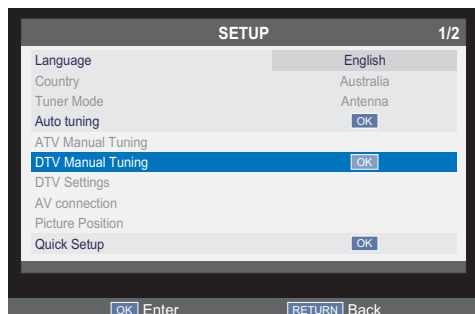 SETUP 1/2
Language English
Country Australia
Tuner Mode Antenna
Auto tuning OK
ATV Manual Tuning
DTV Manual Tuning OK
DTV Settings
AV connection
Picture Position
Quick Setup OK
OK Enter RETURN Back